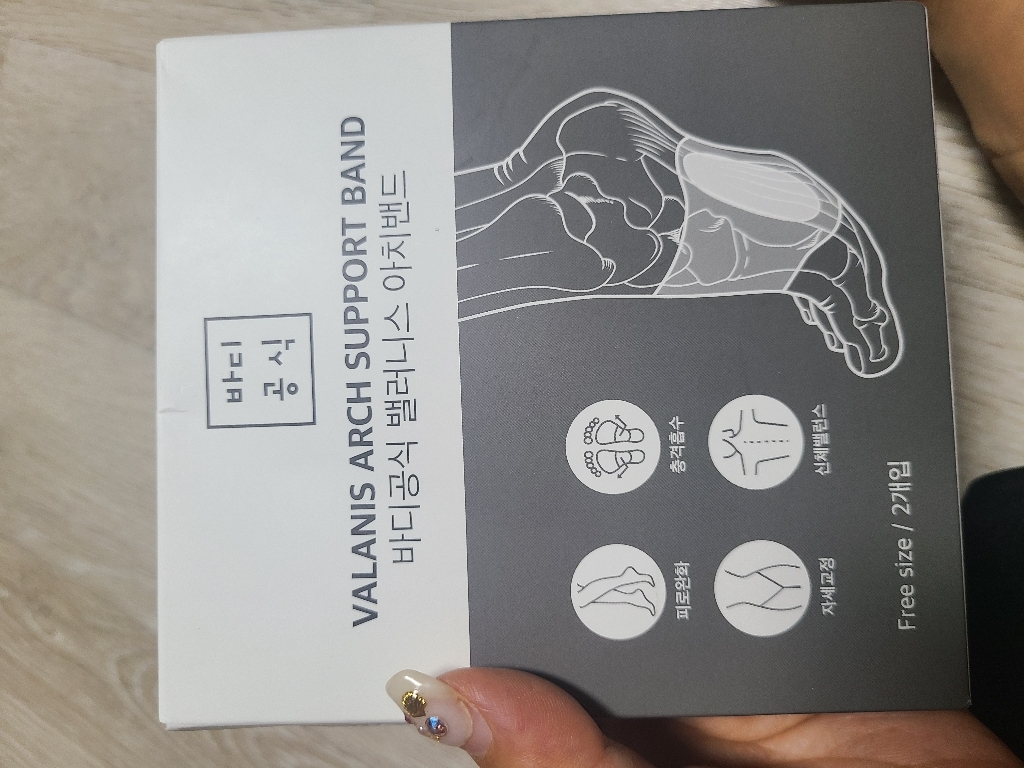 바디
공식
VALANIS ARCH SUPPORT BAND
바디공식 밸러니스 아치밴드
피로완화
충격흡수
자세교정
신체밸런스
Free size / 2개입